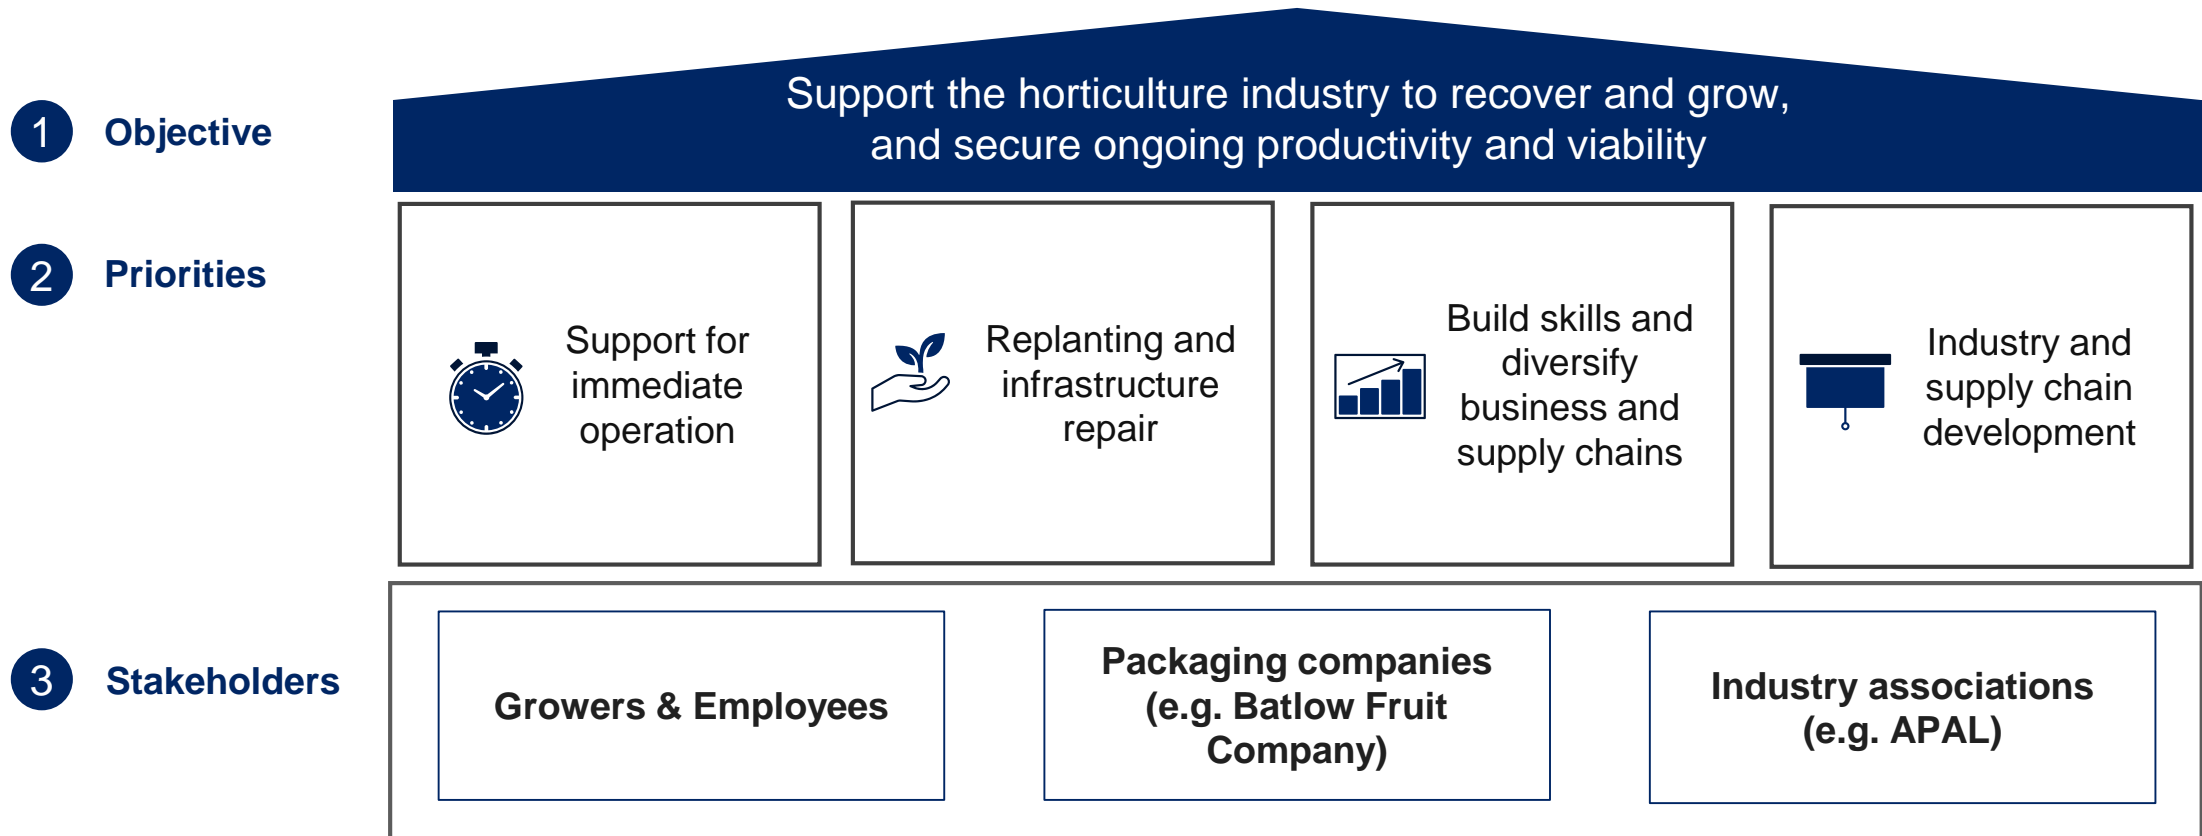 Support the horticulture industry to recover and grow,
and secure ongoing productivity and viability
1 Objective
2 Priorities
Support for
immediate
operation
Replanting and
infrastructure
repair
Build skills and
diversify
business and
supply chains
Industry and
supply chain
development
3 Stakeholders
Growers & Employees
Packaging companies
(e.g. Batlow Fruit
Company)
Industry associations
(e.g. APAL)